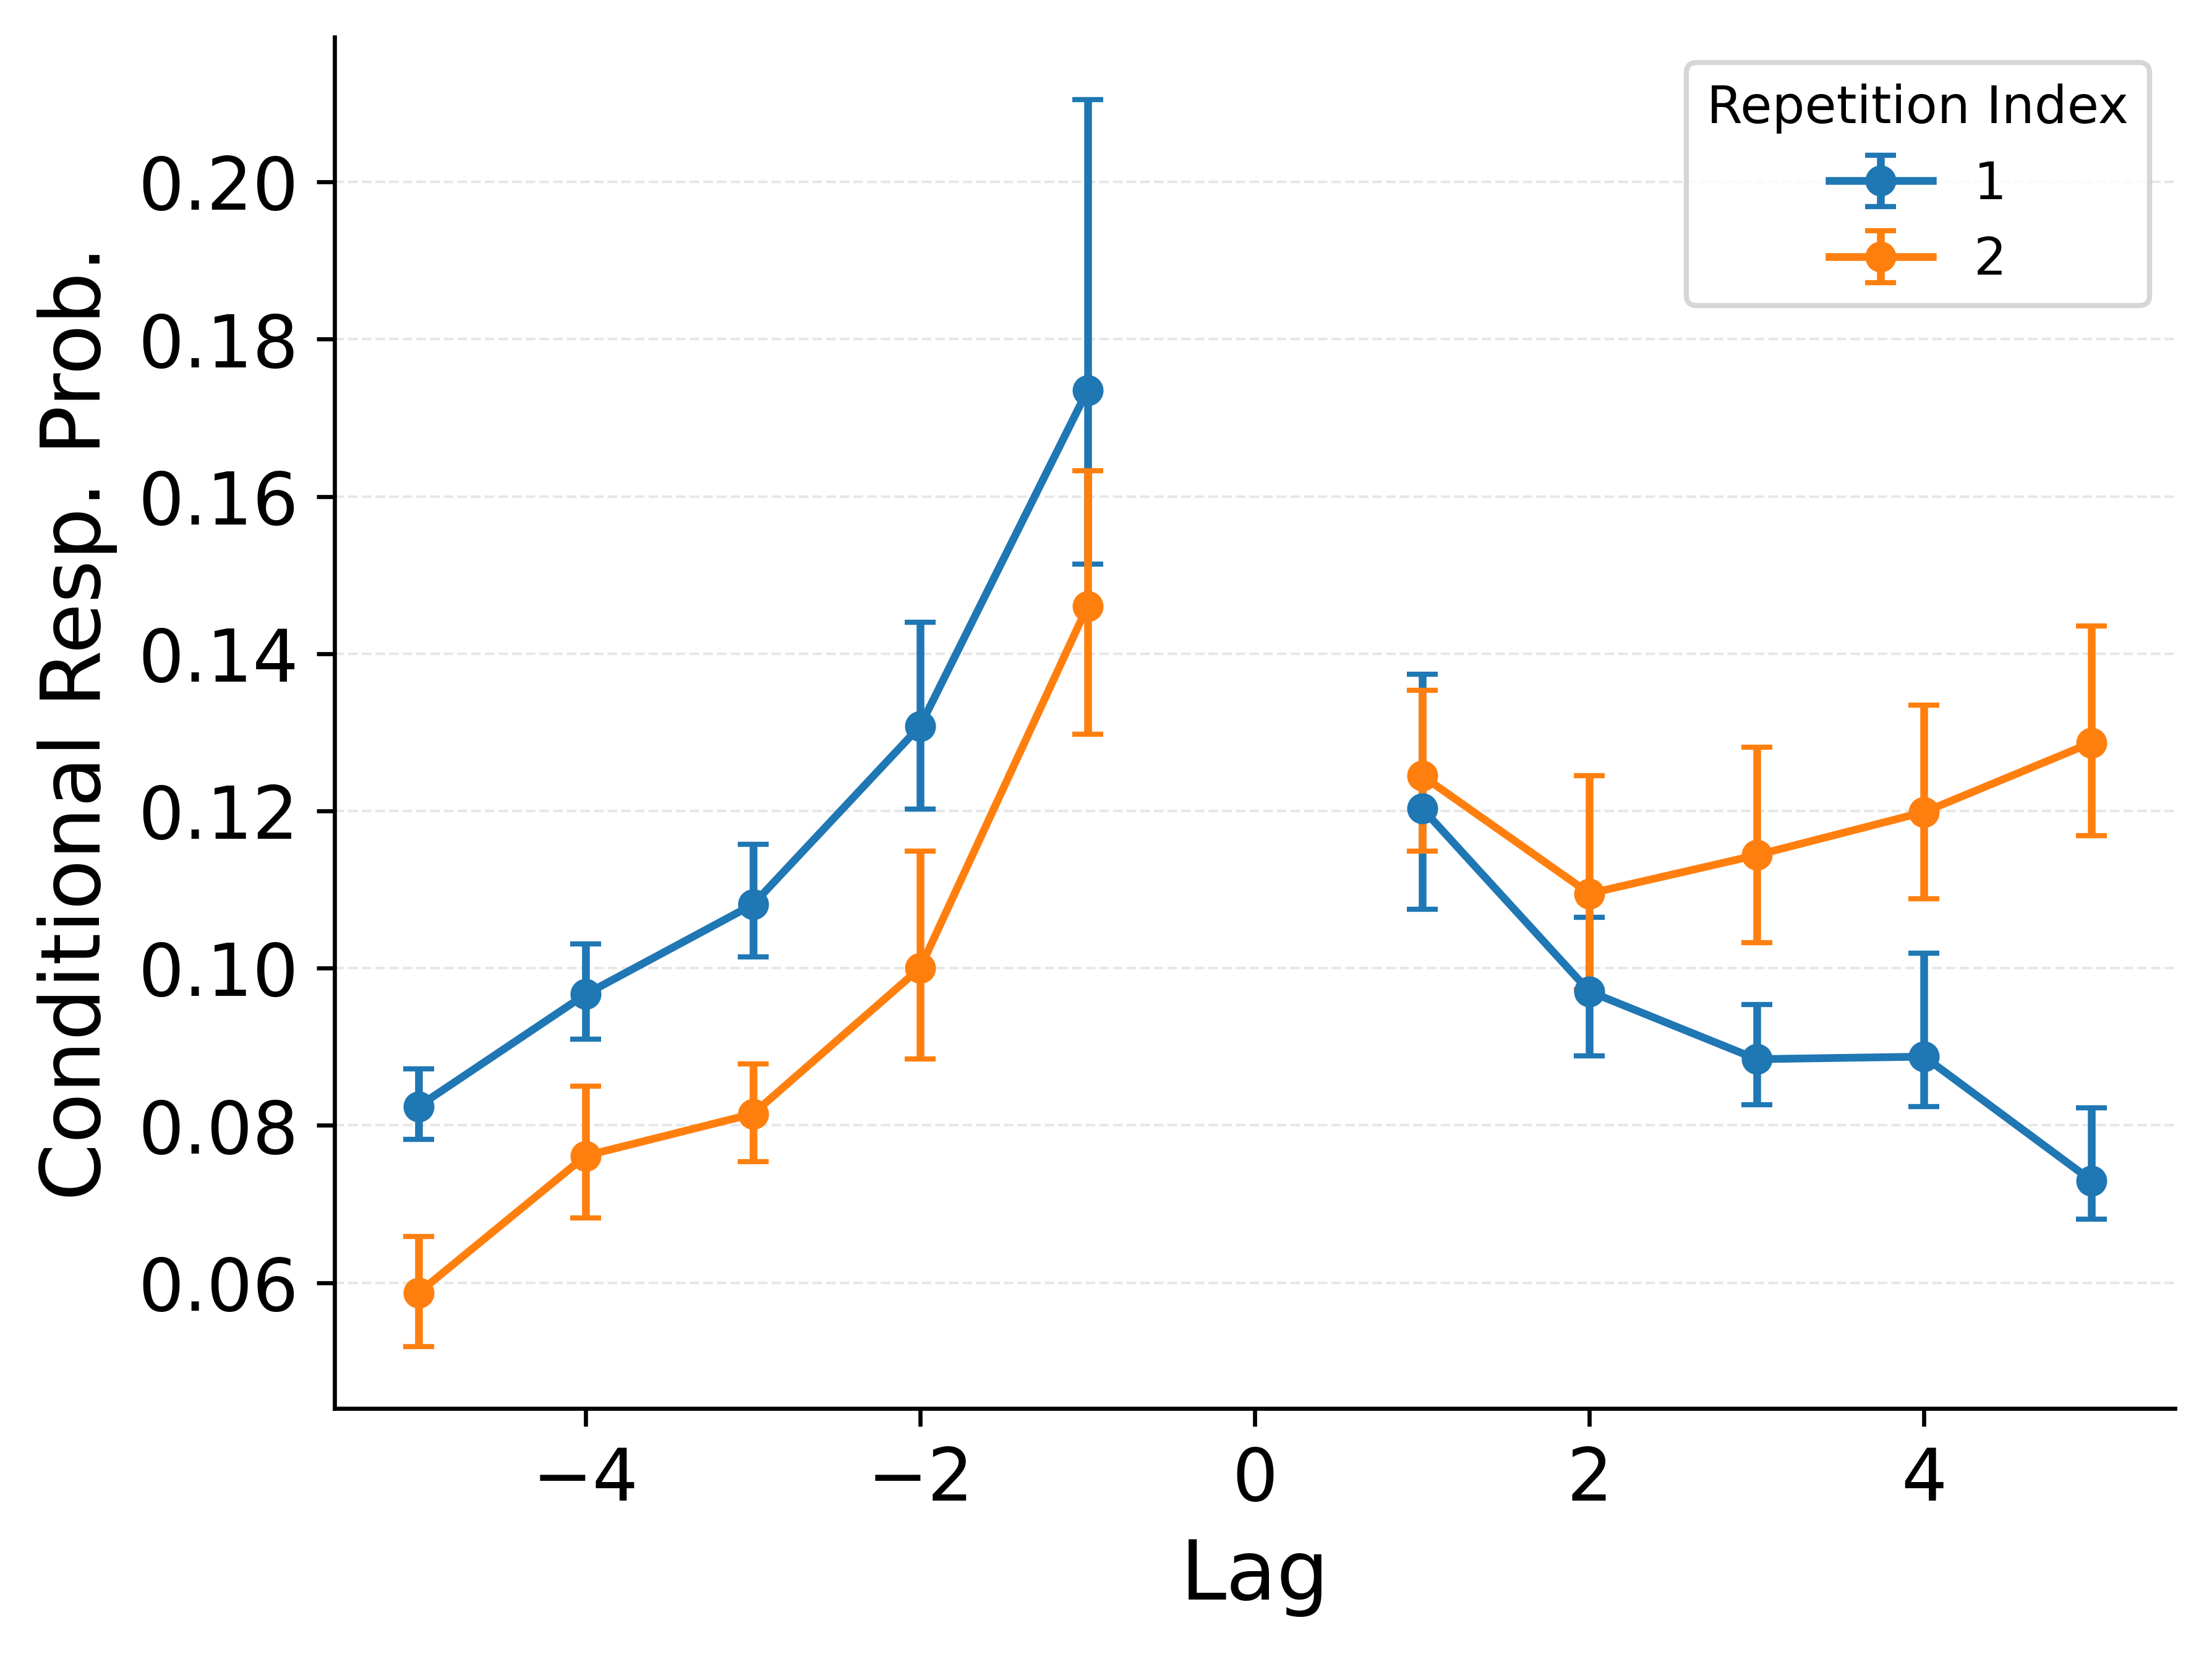 Repetition Index
1
2
Conditional Resp. Prob.
0.20
0.18
0.16
0.14
0.12
0.10
0.08
0.06
−4 −2 0 2 4
Lag